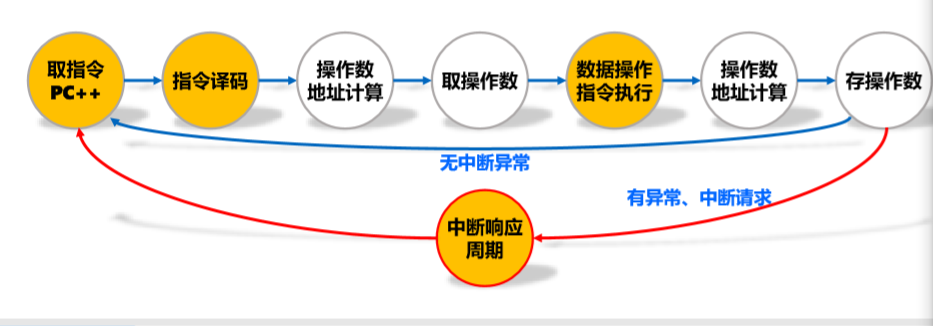 取指令
PC++
指令译码
操作数
地址计算
取操作数
数据操作
指令执行
操作数
地址计算
存操作数
无中断异常
有异常、中断请求
中断响应
周期